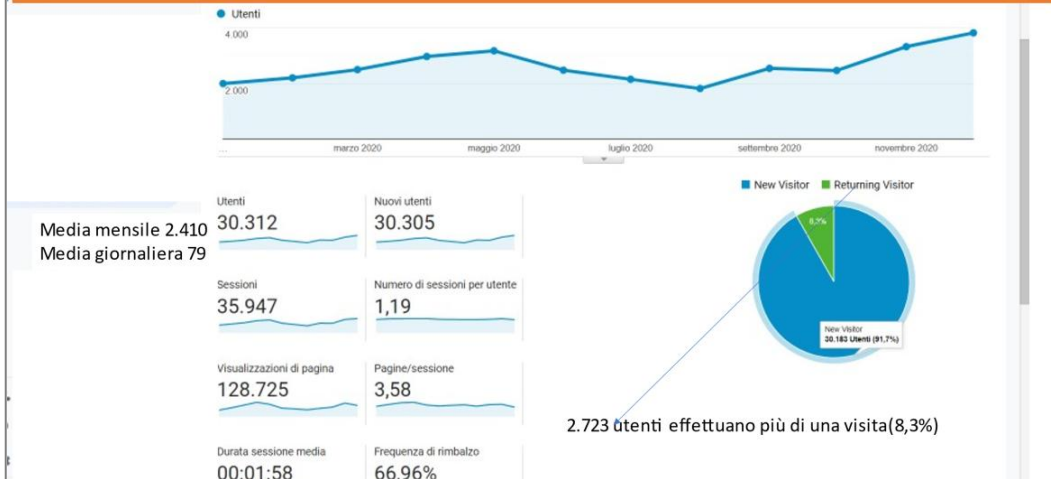 Utenti
4.000
2.000
...
marzo 2020
maggio 2020
luglio 2020
settembre 2020
novembre 2020
New Visitor
Returning Visitor
Media mensile 2.410
Media giornaliera 79
Utenti
30.312
Nuovi utenti
30.305
Sessioni
35.947
Numero di sessioni per utente
1,19
Visualizzazioni di pagina
128.725
Pagine/sessione
3,58
Durata sessione media
00:01:58
Frequenza di rimbalzo
66,96%
8,3%
New Visitor
30.183 Utenti (91,7%)
2.723 utenti effettuano più di una visita(8,3%)